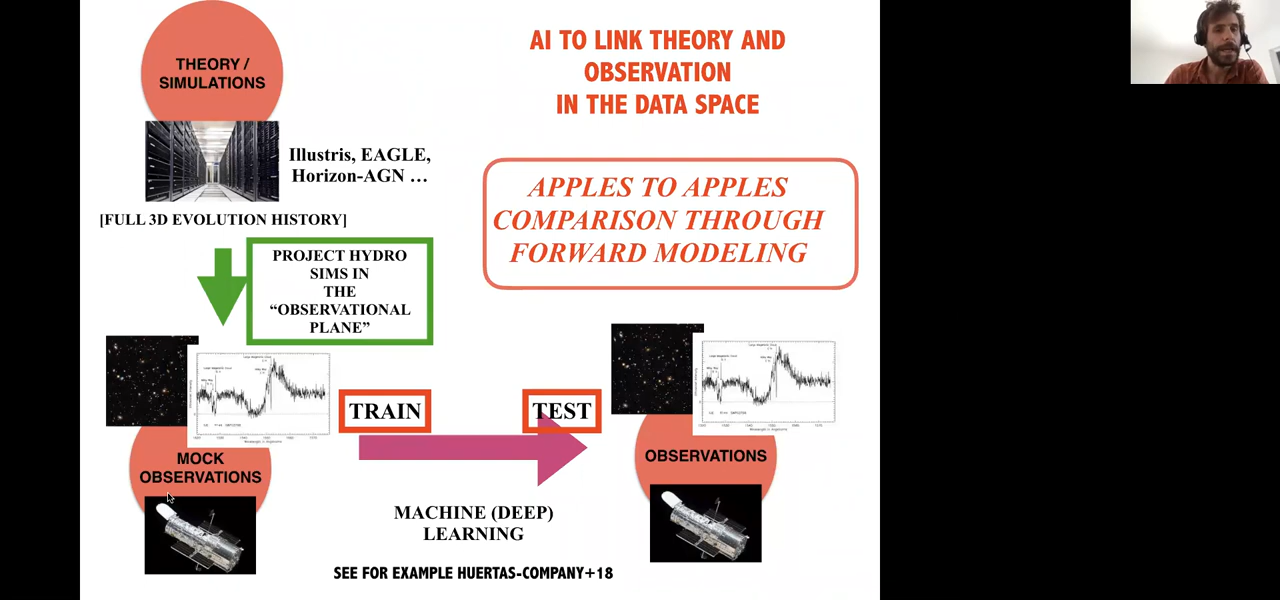 THEORY /
SIMULATIONS
AI TO LINK THEORY AND
OBSERVATION
IN THE DATA SPACE
Illustris, EAGLE,
Horizon-AGN …
[FULL 3D EVOLUTION HISTORY]
APPLES TO APPLES
COMPARISON THROUGH
FORWARD MODELING
PROJECT HYDRO
SIMS IN
THE
“OBSERVATIONAL
PLANE”
TRAIN
TEST
MOCK
OBSERVATIONS
OBSERVATIONS
MACHINE (DEEP)
LEARNING
SEE FOR EXAMPLE HUERTAS-COMPANY+18